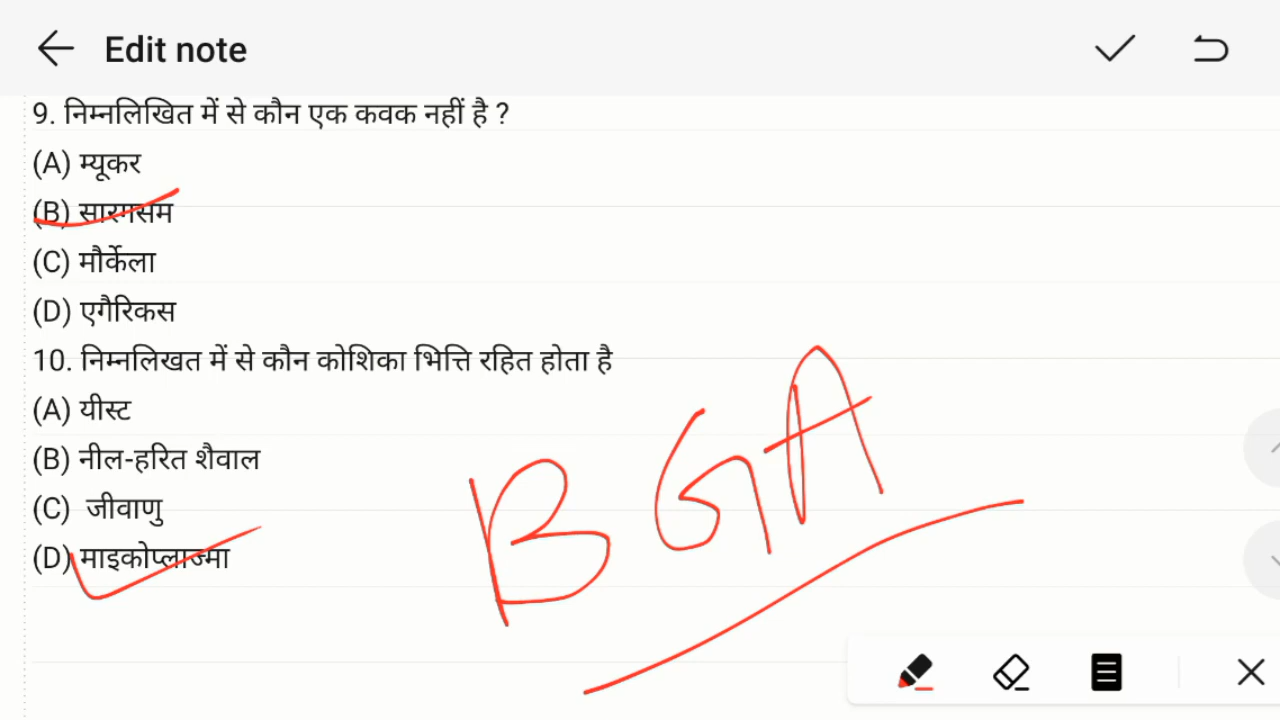 Edit note
9. निम्नलिखित में से कौन एक कवक नहीं है ?
(A) म्यूकर
(B) सारगसम
(C) मौर्केला
(D) एगैरिकस
10. निम्नलिखत में से कौन कोशिका भित्ति रहित होता है
(A) यीस्ट
(B) नील-हरित शैवाल
(C) जीवाणु
(D) माइकोप्लाज्मा
BGA